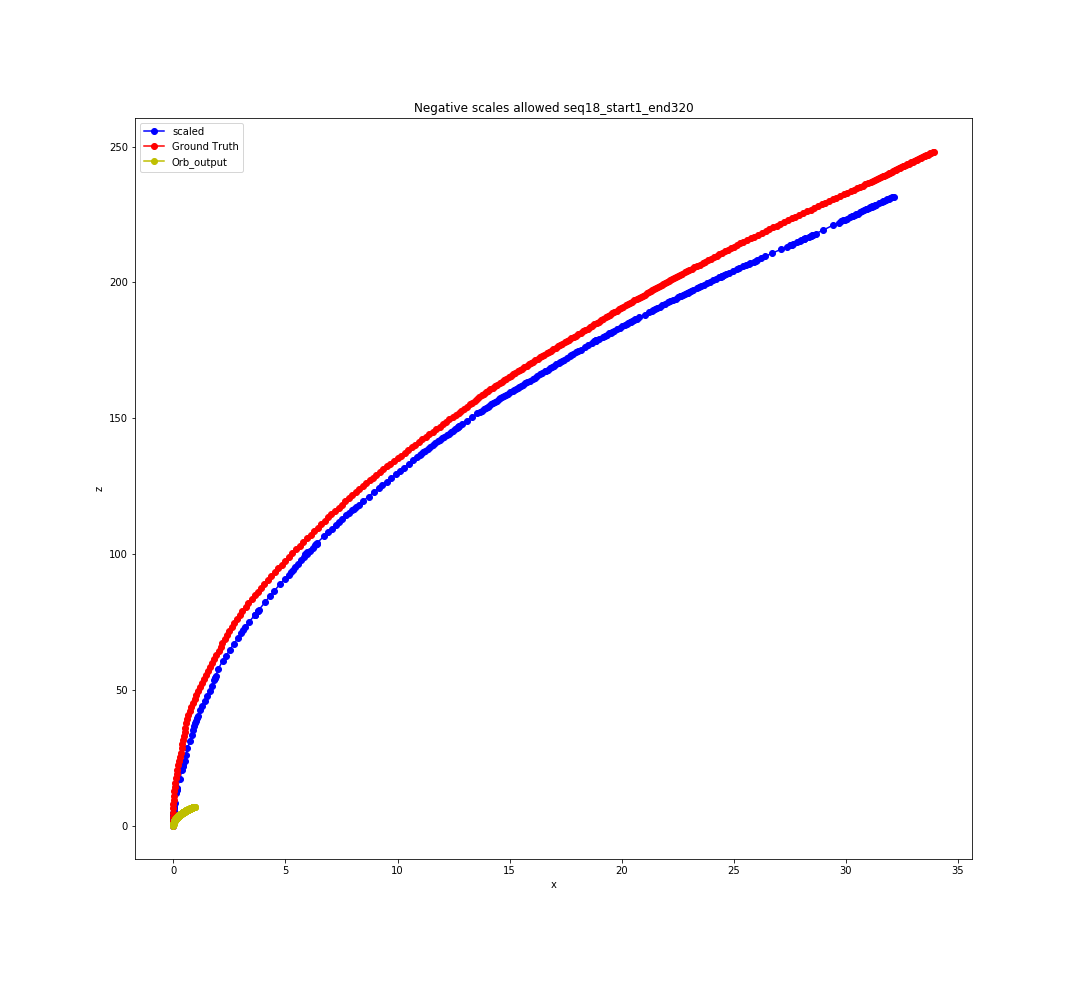 Negative scales allowed seq18_start1_end320
scaled
Ground Truth
Orb_output
250
200
150
100
50
0
z
0 5 10 15 20 25 30 35
x